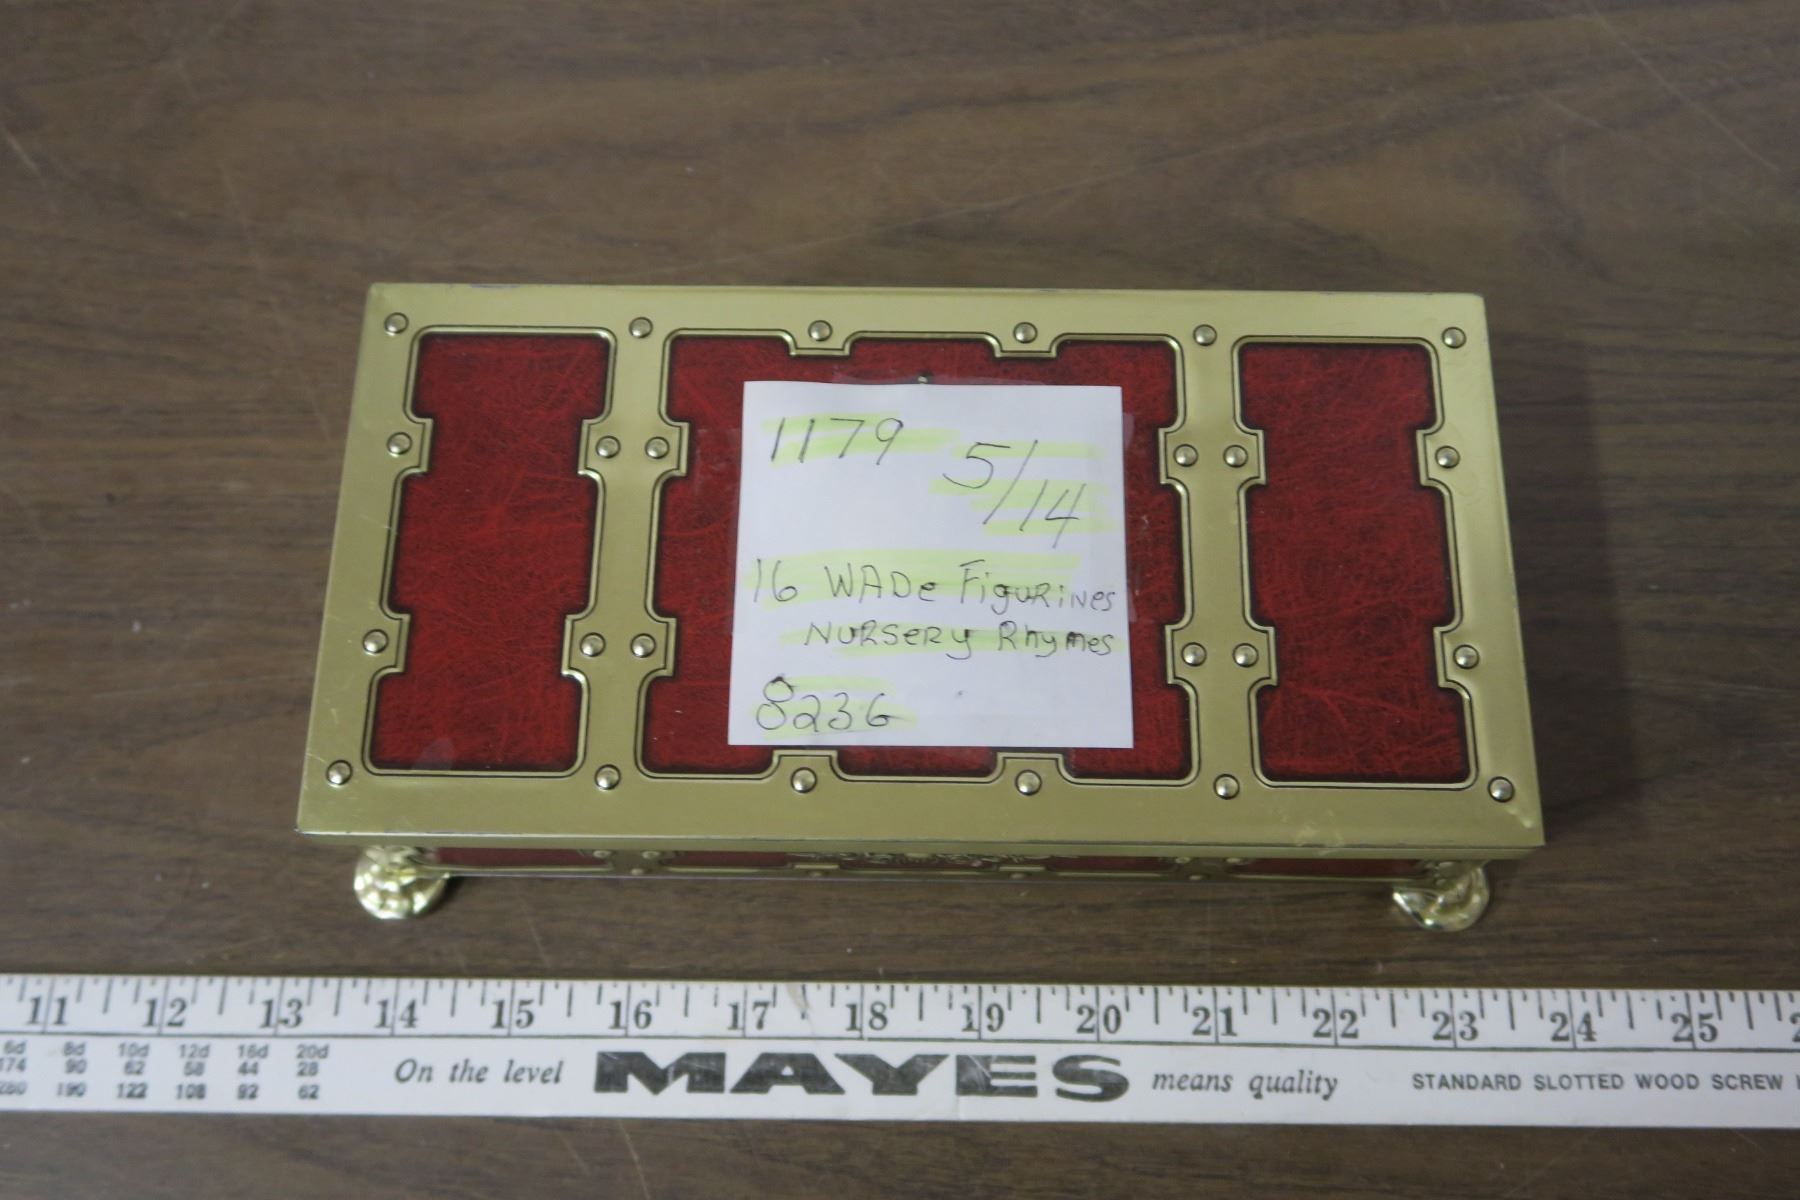 1179
5/14
16 WADe Figurines
Nursery Rhymes
8236
11 12 13 14 15 16 17 18 19 20 21 22 23 24 25
6d 8d 10d 12d 16d 20d
174 90 62 58 44 28
280 190 122 108 92 62
On the level MAYES means quality STANDARD SLOTTED WOOD SCREW